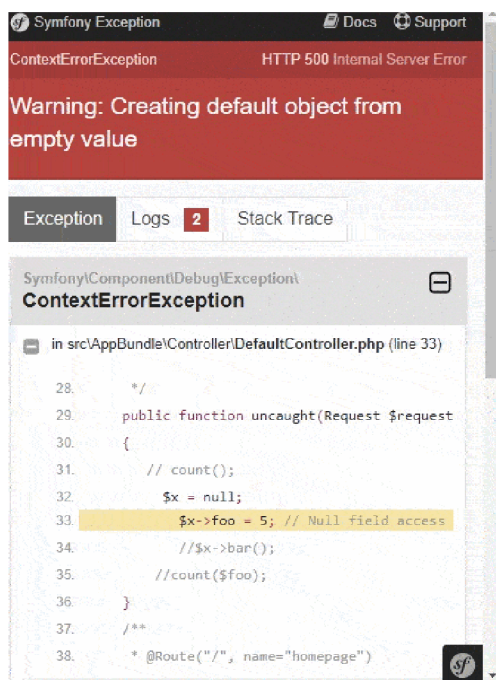 Symfony Exception
Docs Support
ContextErrorException HTTP 500 Internal Server Error
Warning: Creating default object from
empty value
Exception Logs 2 Stack Trace
Symfony\Component\Debug\Exception\
ContextErrorException
in src\AppBundle\Controller\DefaultController.php (line 33)
28. */
29. public function uncaught(Request $request
30. {
31. // count();
32. $x = null;
33. $x->foo = 5; // Null field access
34. //$x->bar();
35. //count($foo);
36. }
37. /**
38. * @Route("/", name="homepage")